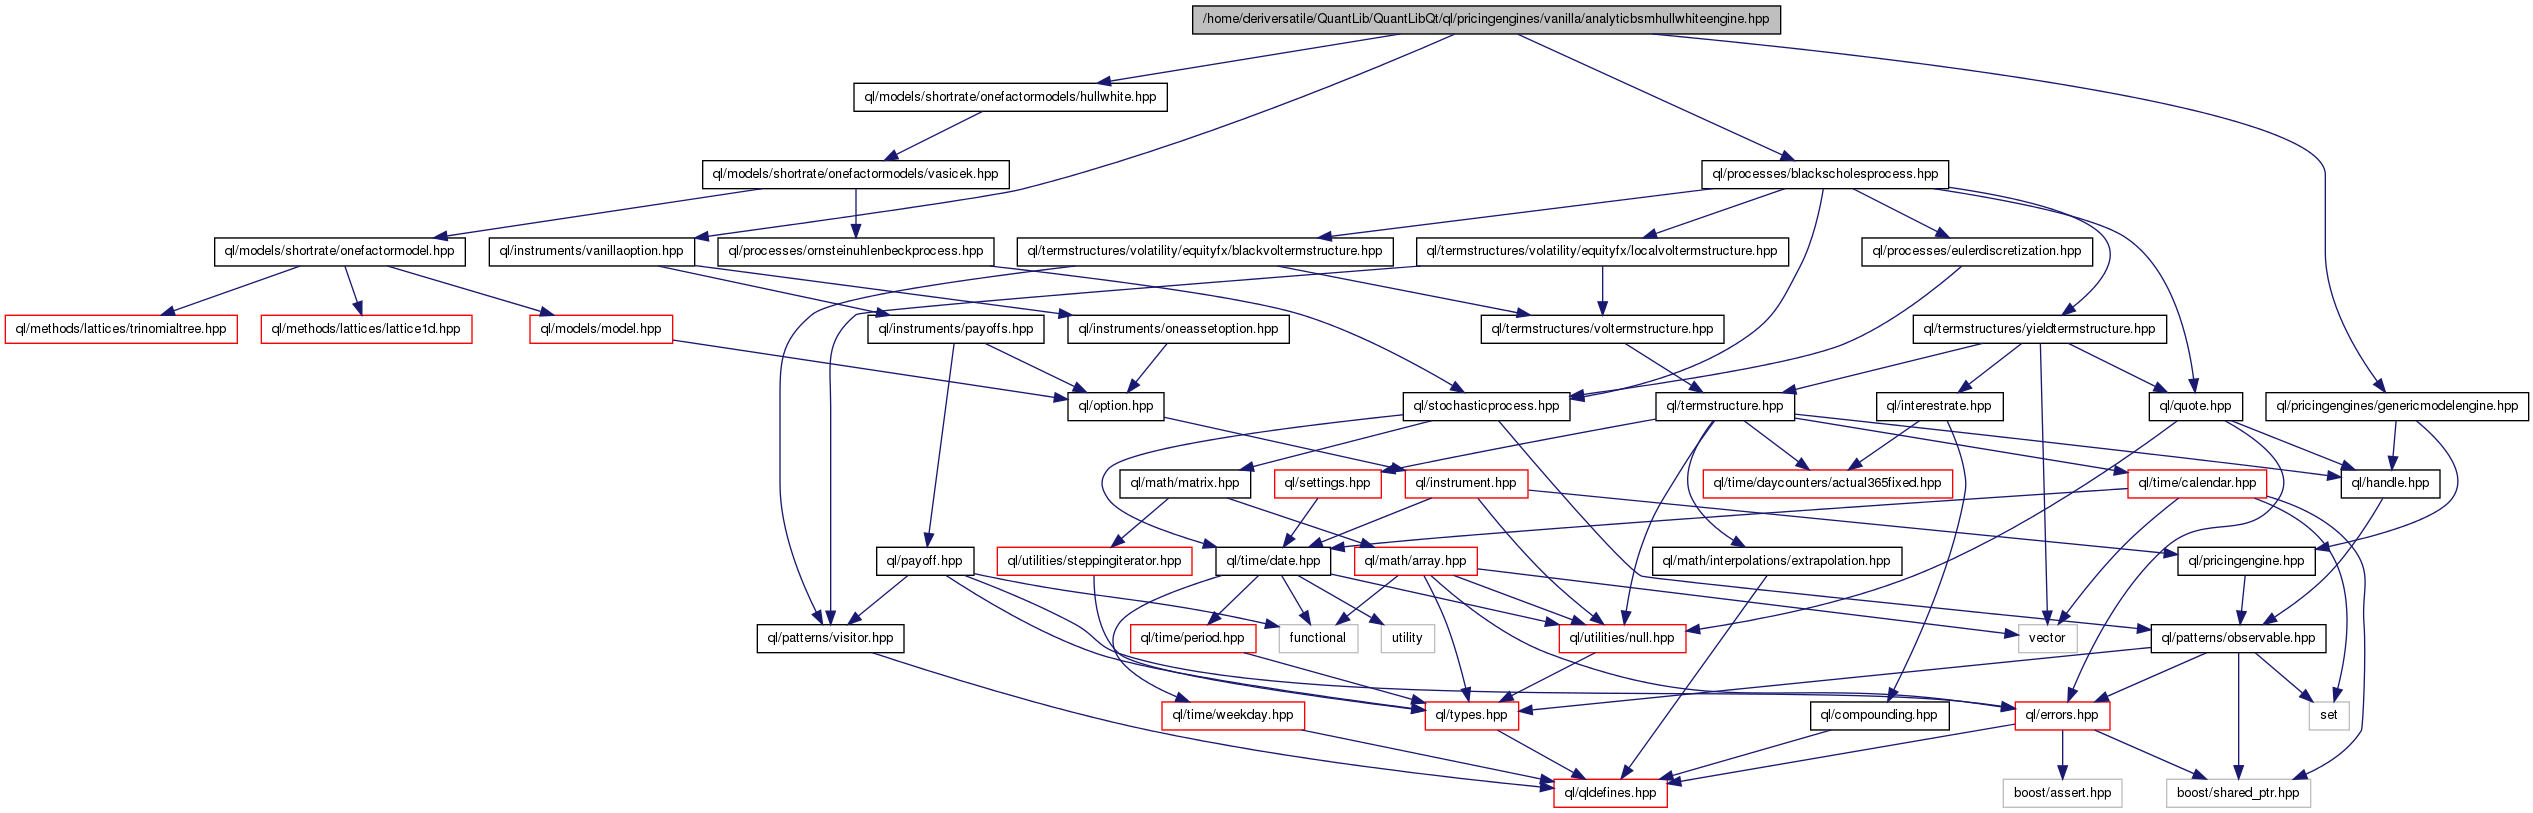 /home/deriversatile/QuantLib/QuantLibQt/ql/pricingengines/vanilla/analyticbsmhullwhiteengine.hpp
ql/models/shortrate/onefactormodels/hullwhite.hpp
ql/models/shortrate/onefactormodels/vasicek.hpp
ql/processes/blackscholesprocess.hpp
ql/models/shortrate/onefactormodel.hpp
ql/instruments/vanillaoption.hpp
ql/processes/ornsteinuhlenbeckprocess.hpp
ql/termstructures/volatility/equityfx/blackvoltermstructure.hpp
ql/termstructures/volatility/equityfx/localvoltermstructure.hpp
ql/processes/eulerdiscretization.hpp
ql/methods/lattices/trinomialtree.hpp
ql/methods/lattices/lattice1d.hpp
ql/models/model.hpp
ql/instruments/payoffs.hpp
ql/instruments/oneassetoption.hpp
ql/termstructures/voltermstructure.hpp
ql/termstructures/yieldtermstructure.hpp
ql/option.hpp
ql/stochasticprocess.hpp
ql/termstructure.hpp
ql/interestrate.hpp
ql/quote.hpp
ql/pricingengines/genericmodelengine.hpp
ql/math/matrix.hpp
ql/settings.hpp
ql/instrument.hpp
ql/time/daycounters/actual365fixed.hpp
ql/time/calendar.hpp
ql/handle.hpp
ql/payoff.hpp
ql/utilities/steppingiterator.hpp
ql/time/date.hpp
ql/math/array.hpp
ql/math/interpolations/extrapolation.hpp
ql/pricingengine.hpp
ql/patterns/visitor.hpp
ql/time/period.hpp
functional
utility
ql/utilities/null.hpp
vector
ql/patterns/observable.hpp
ql/time/weekday.hpp
ql/types.hpp
ql/compounding.hpp
ql/errors.hpp
set
ql/qldefines.hpp
boost/assert.hpp
boost/shared_ptr.hpp